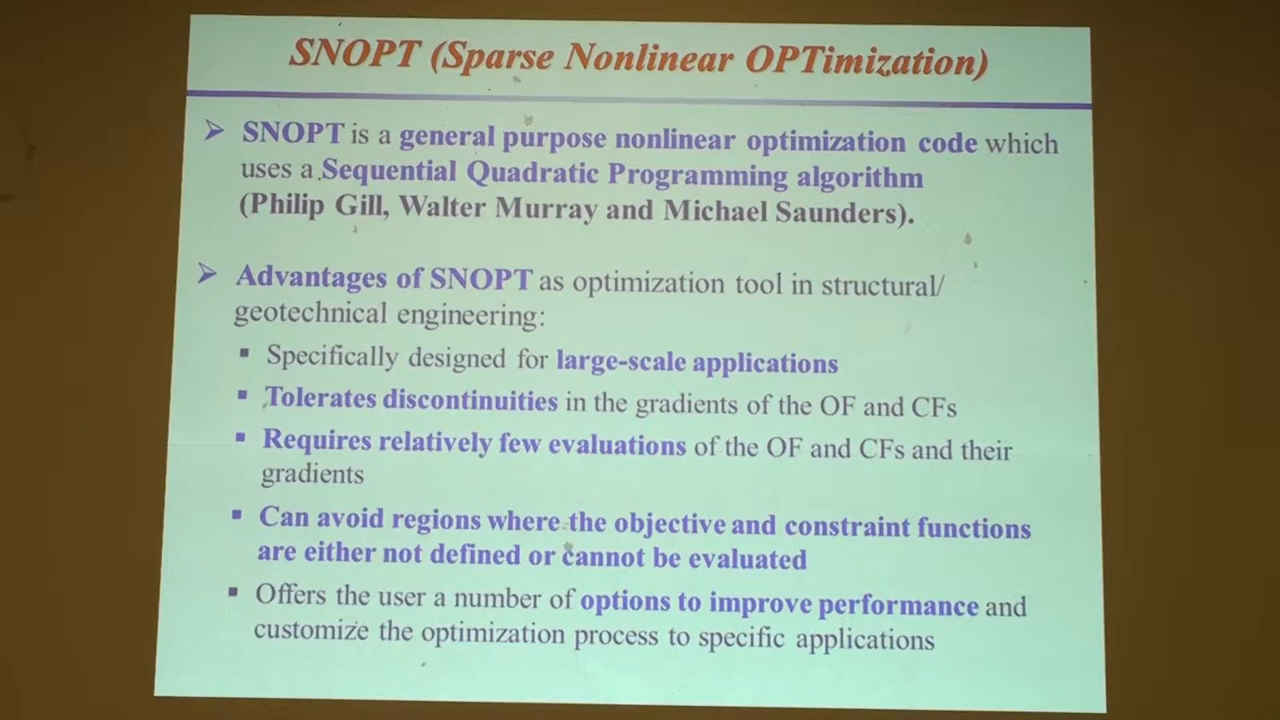 SNOPT (Sparse Nonlinear OPTimization)
➢ SNOPT is a general purpose nonlinear optimization code which
uses a Sequential Quadratic Programming algorithm
(Philip Gill, Walter Murray and Michael Saunders).
➢ Advantages of SNOPT as optimization tool in structural/
geotechnical engineering:
▪ Specifically designed for large-scale applications
▪ Tolerates discontinuities in the gradients of the OF and CFs
▪ Requires relatively few evaluations of the OF and CFs and their
gradients
▪ Can avoid regions where the objective and constraint functions
are either not defined or cannot be evaluated
▪ Offers the user a number of options to improve performance and
customize the optimization process to specific applications